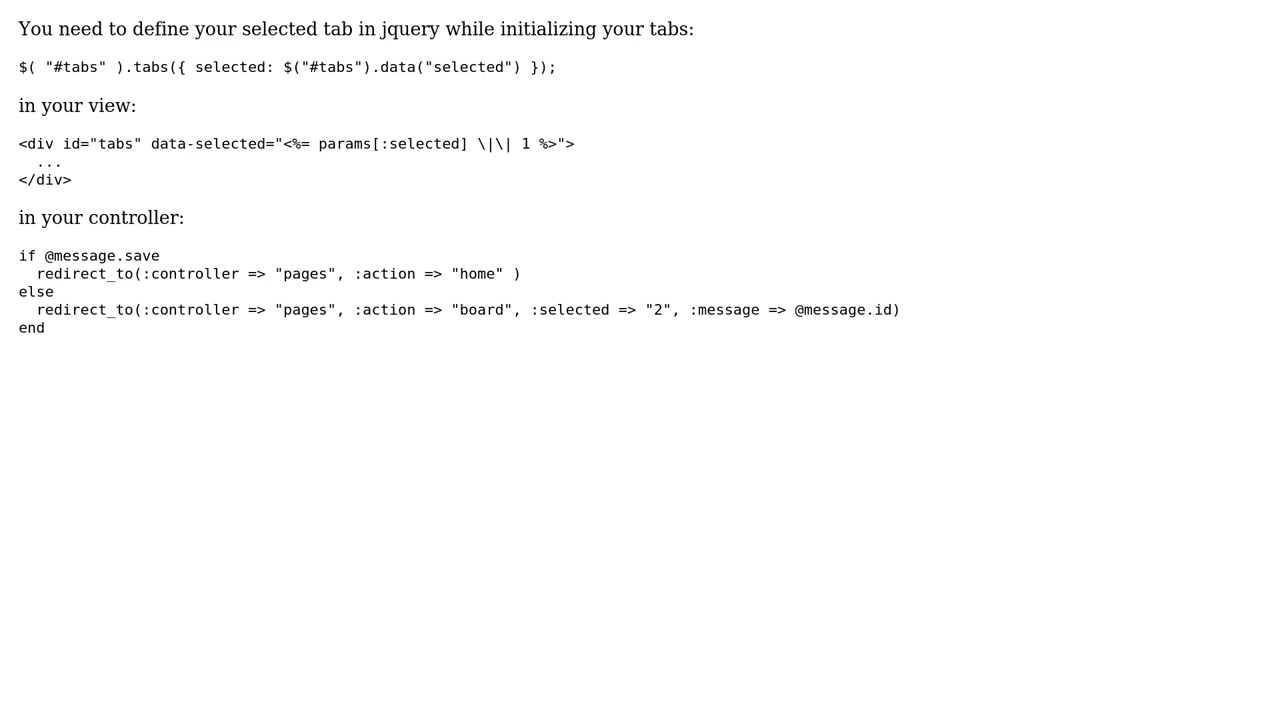 You need to define your selected tab in jquery while initializing your tabs:
$( "#tabs" ).tabs({ selected: $("#tabs").data("selected") });
in your view:
<div id="tabs" data-selected="<%= params[:selected] \|\| 1 %>">
  ...
</div>
in your controller:
if @message.save
  redirect_to(:controller => "pages", :action => "home" )
else
  redirect_to(:controller => "pages", :action => "board", :selected => "2", :message => @message.id)
end